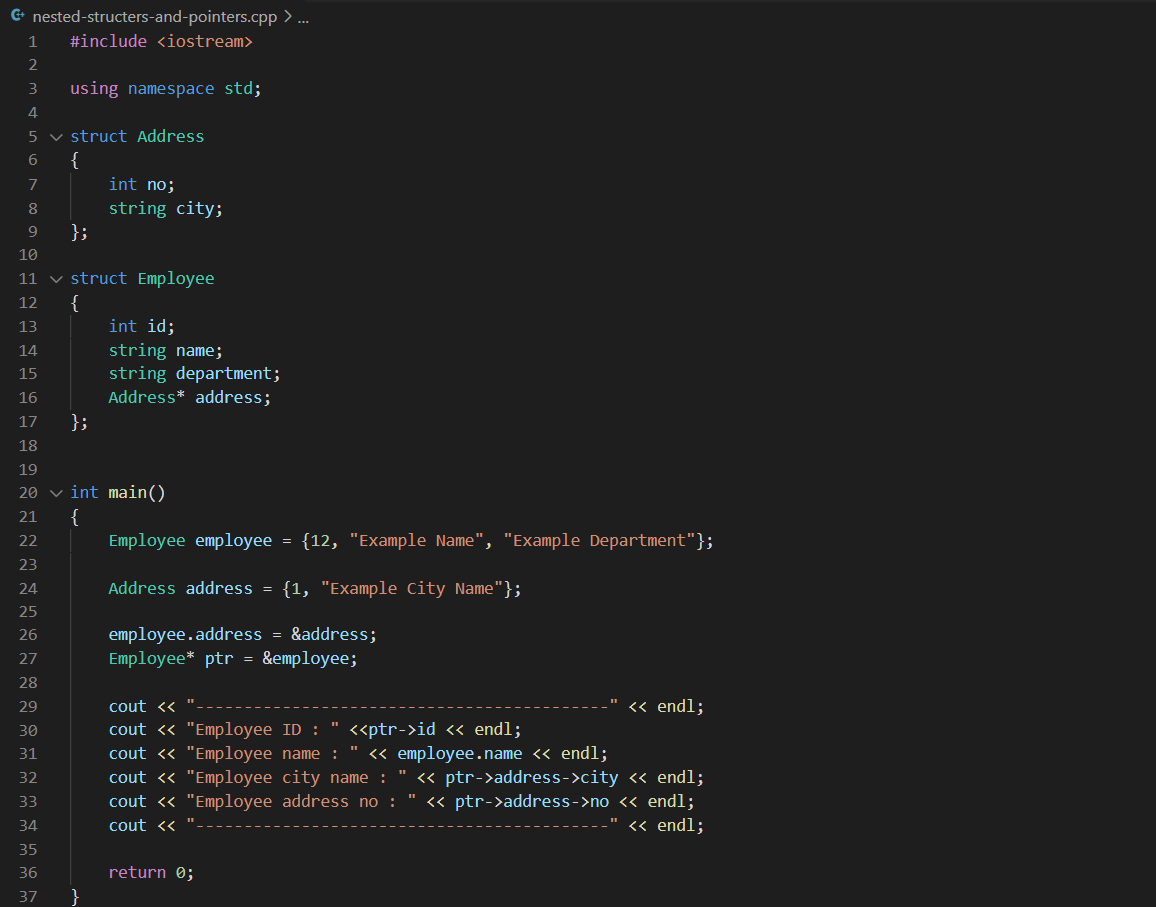 nested-structers-and-pointers.cpp > ...
1 #include <iostream>
2
3 using namespace std;
4
5 struct Address
6 {
7     int no;
8     string city;
9 };
10
11 struct Employee
12 {
13     int id;
14     string name;
15     string department;
16     Address* address;
17 };
18
19
20 int main()
21 {
22     Employee employee = {12, "Example Name", "Example Department"};
23
24     Address address = {1, "Example City Name"};
25
26     employee.address = &address;
27     Employee* ptr = &employee;
28
29     cout << "-------------------------------------------" << endl;
30     cout << "Employee ID : " <<ptr->id << endl;
31     cout << "Employee name : " << employee.name << endl;
32     cout << "Employee city name : " << ptr->address->city << endl;
33     cout << "Employee address no : " << ptr->address->no << endl;
34     cout << "-------------------------------------------" << endl;
35
36     return 0;
37 }